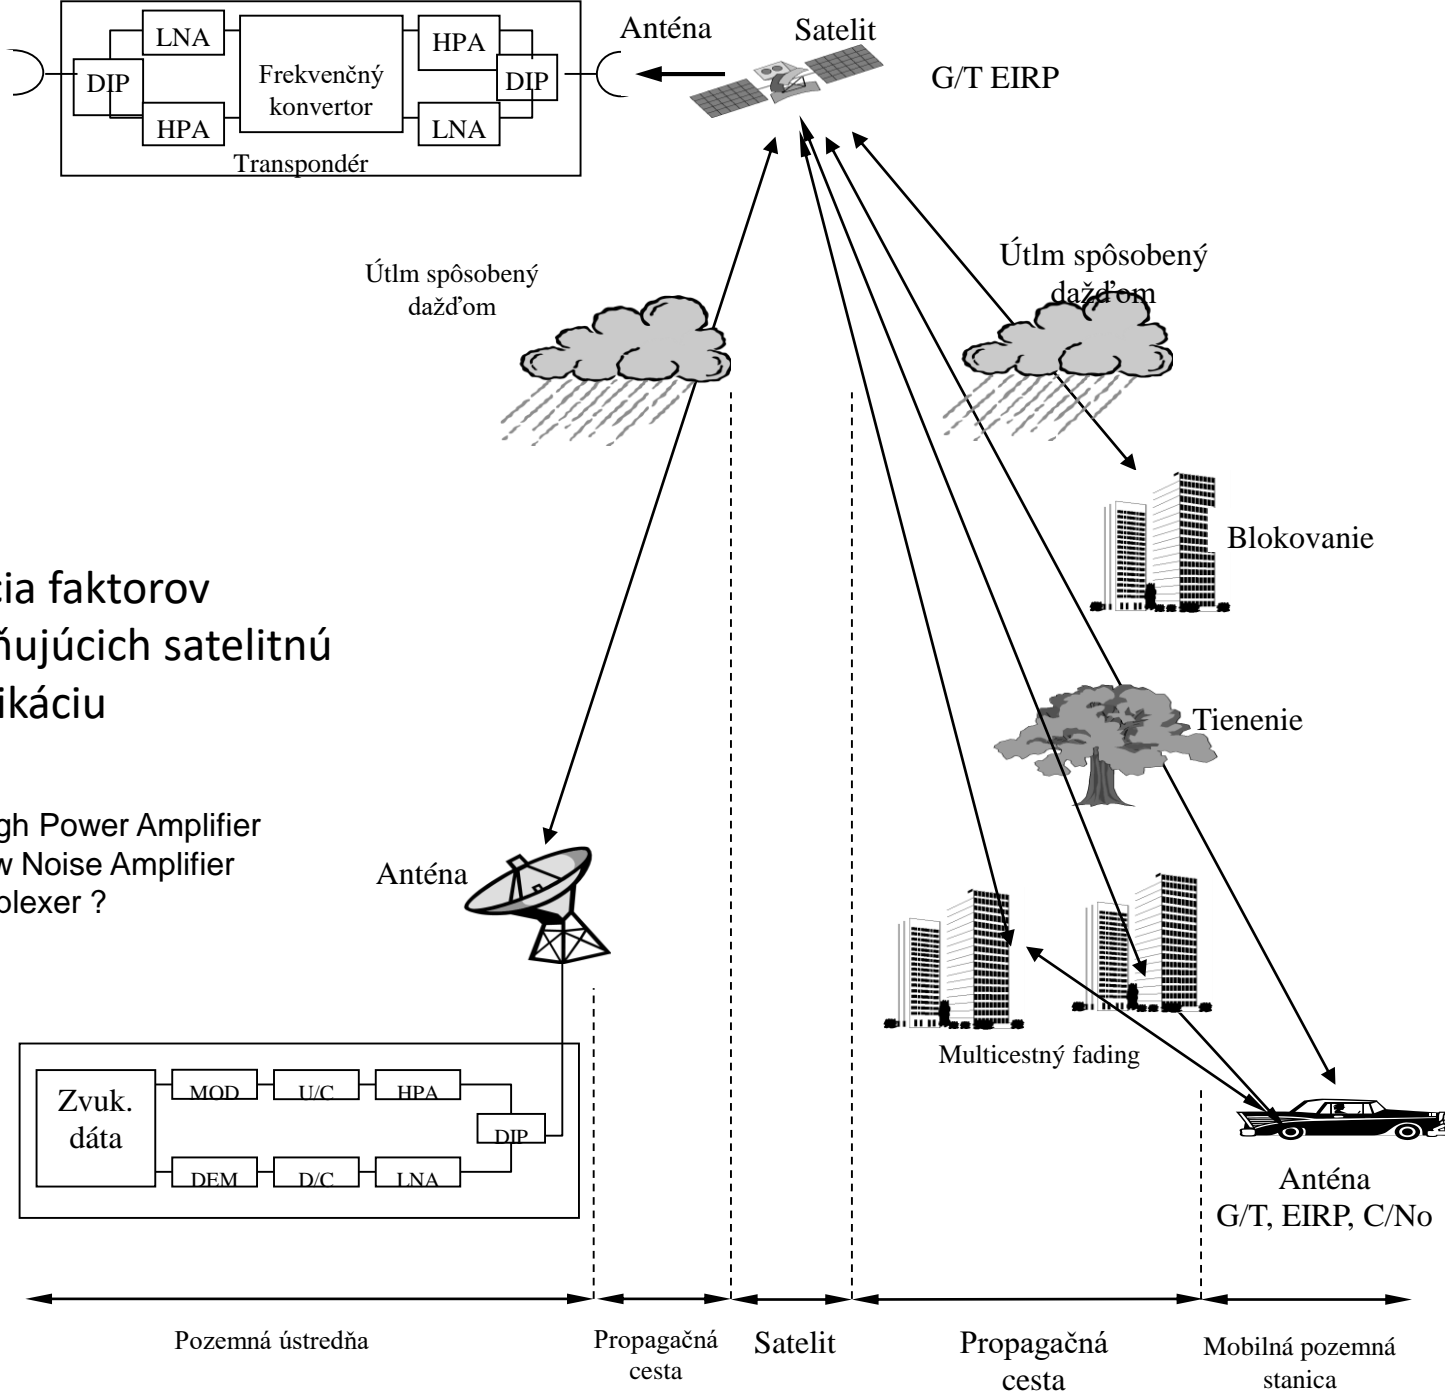 LNA
HPA
Anténa
Satelit
DIP
Frekvenčný
konvertor
DIP
G/T EIRP
HPA
LNA
Transpondér
Útlm spôsobený
dažďom
Útlm spôsobený
dažďom
Blokovanie
cia faktorov
ňujúcich satelitnú
ikáciu
Tienenie
gh Power Amplifier
w Noise Amplifier
plexer ?
Anténa
Multicestný fading
Zvuk.
dáta
MOD
U/C
HPA
DIP
DEM
D/C
LNA
Anténa
G/T, EIRP, C/No
Pozemná ústredňa
Propagačná
cesta
Satelit
Propagačná
cesta
Mobilná pozemná
stanica